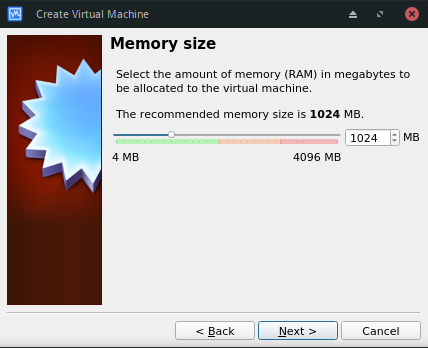 Create Virtual Machine
Memory size
Select the amount of memory (RAM) in megabytes to
be allocated to the virtual machine.
The recommended memory size is 1024 MB.
1024 MB
4 MB 4096 MB
< Back Next > Cancel